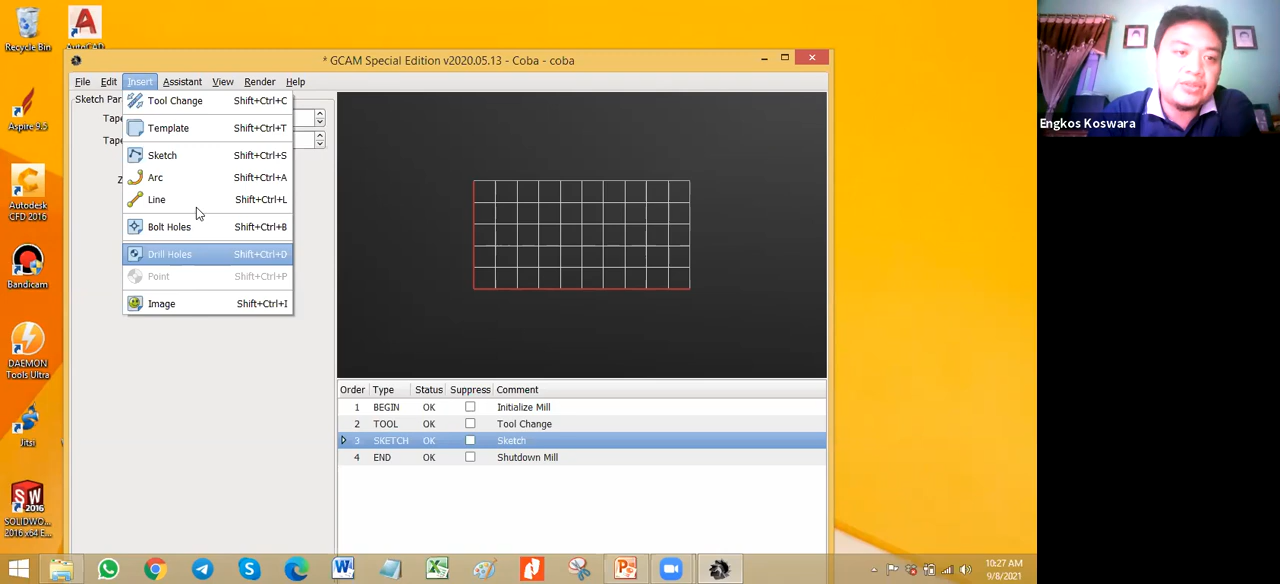 Recycle Bin
AutoCAD
Aspire 9.5
Autodesk
CFD 2016
Bandicam
DAEMON
Tools Ultra
Jitsi
SOLIDWO...
2016 x64 E...
* GCAM Special Edition v2020.05.13 - Coba - coba
File Edit Insert Assistant View Render Help
Sketch Par
Tape
Tape
Z
Tool Change Shift+Ctrl+C
Template Shift+Ctrl+T
Sketch Shift+Ctrl+S
Arc Shift+Ctrl+A
Line Shift+Ctrl+L
Bolt Holes Shift+Ctrl+B
Drill Holes Shift+Ctrl+D
Point Shift+Ctrl+P
Image Shift+Ctrl+I
Order Type Status Suppress Comment
1 BEGIN OK Initialize Mill
2 TOOL OK Tool Change
3 SKETCH OK Sketch
4 END OK Shutdown Mill
Engkos Koswara
10:27 AM
9/8/2021